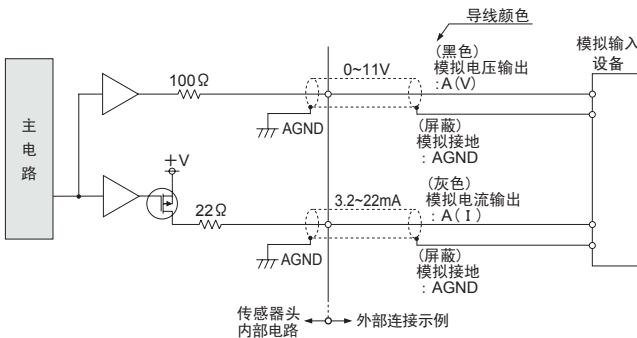 导线颜色
(黑色)
模拟电压输出
:A(V)
模拟输入
设备
0~11V
100Ω
主
电
路
AGND
(屏蔽)
模拟接地
: AGND
+V
(灰色)
模拟电流输出
:A( I )
3.2~22mA
22Ω
AGND
(屏蔽)
模拟接地
: AGND
传感器头
内部电路
外部连接示例